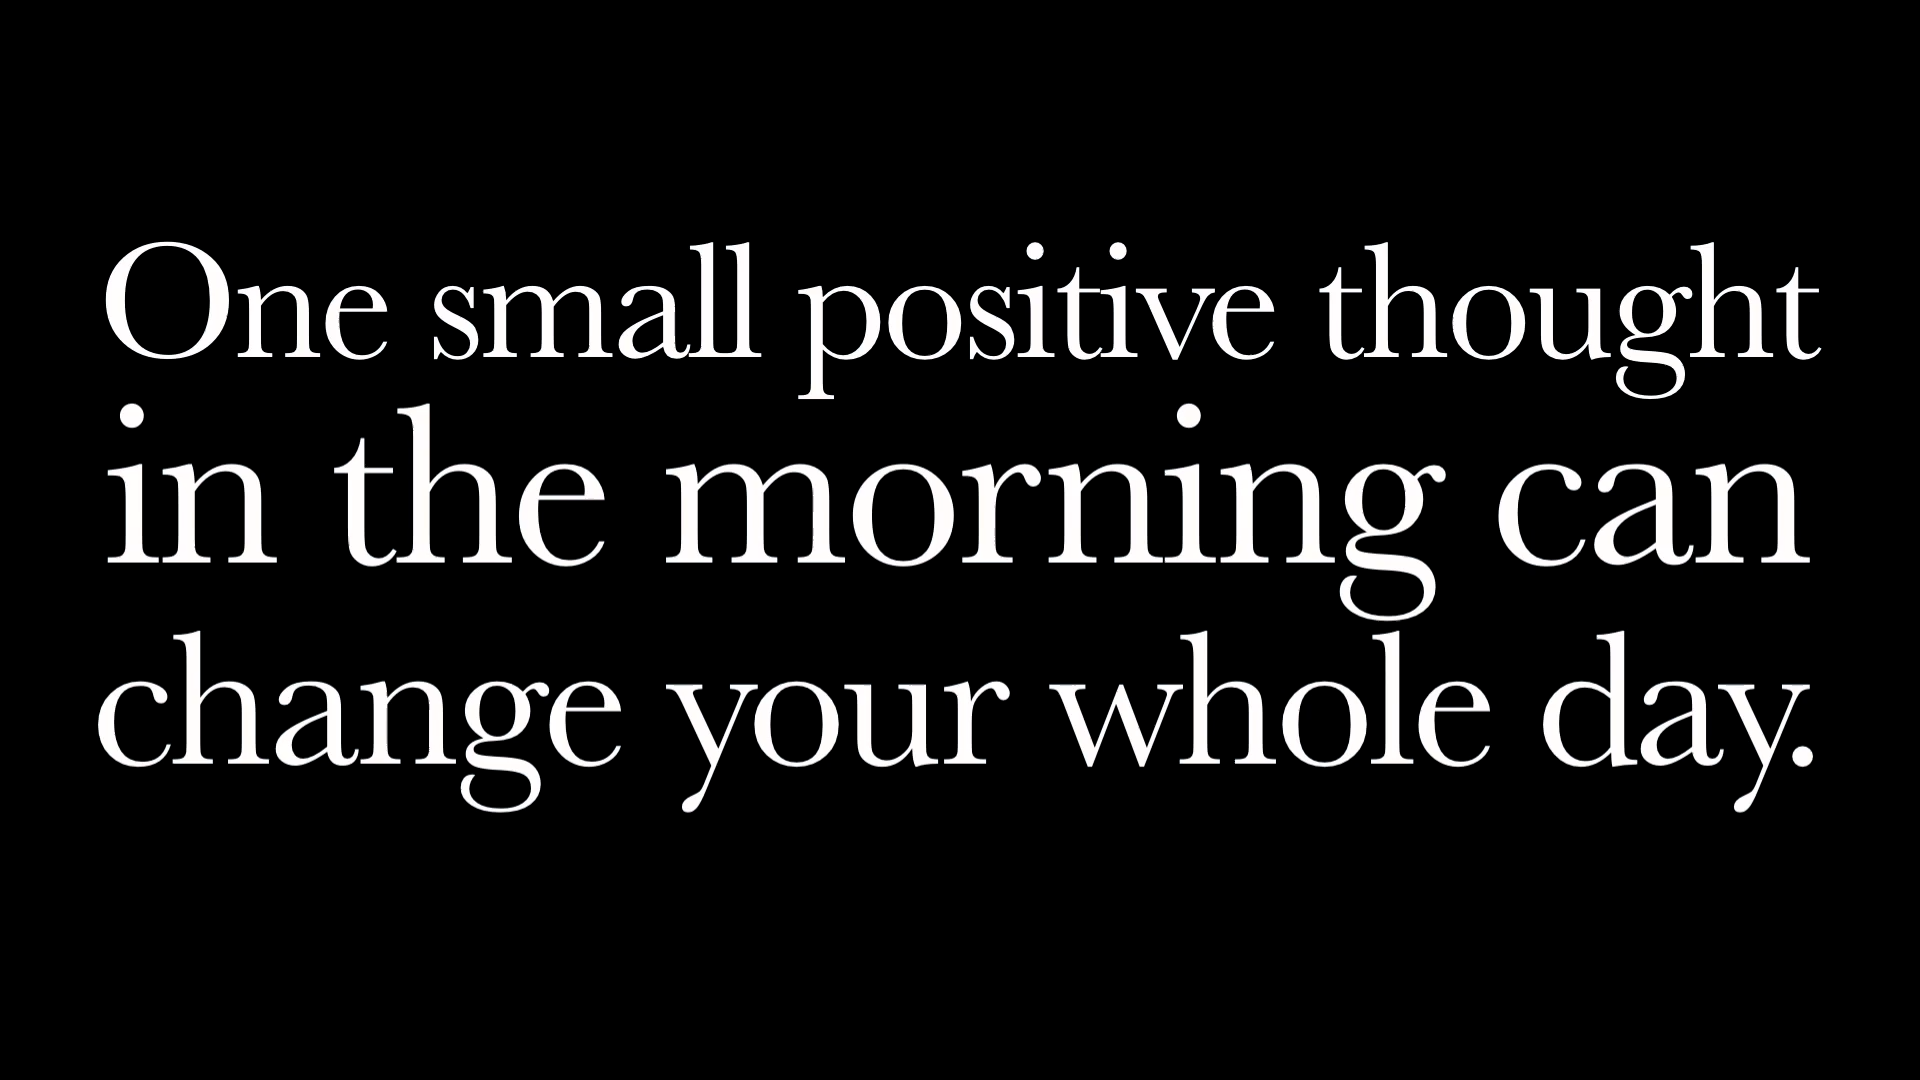 One small positive thought
in the morning can
change your whole day.